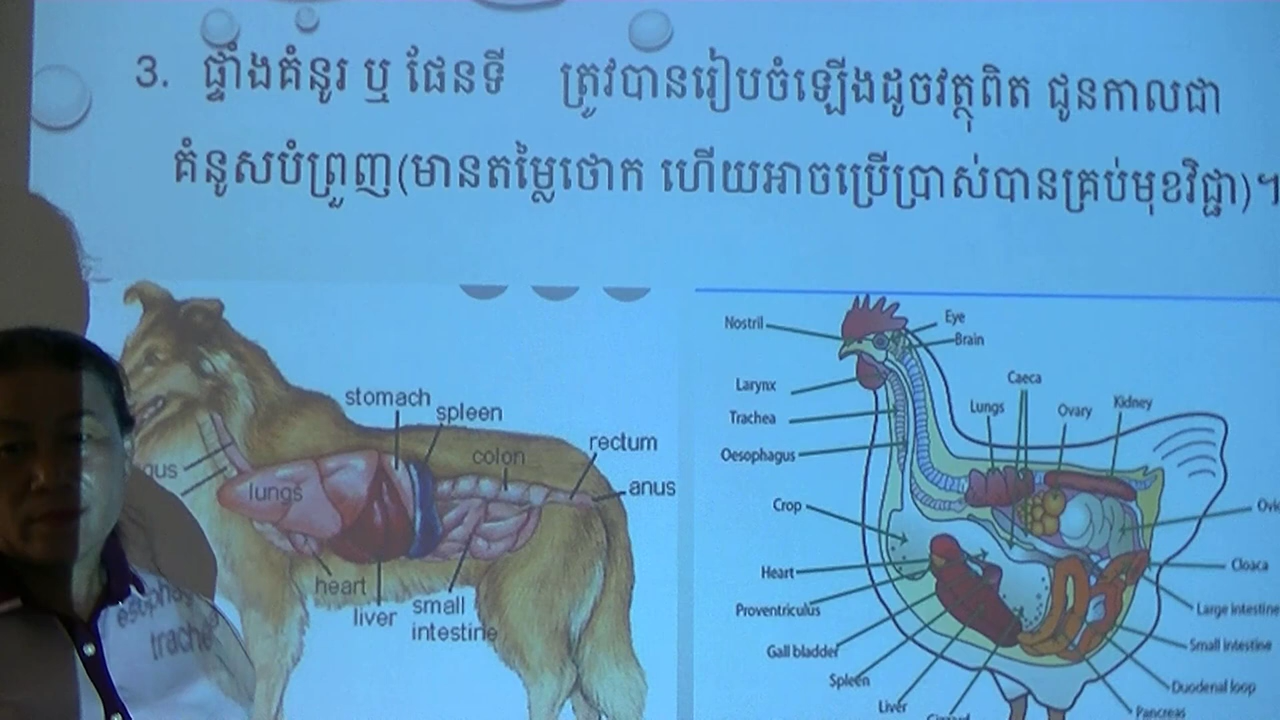 3. ផ្ទាំងគំនូរ ឬ ផែនទី ត្រូវបានរៀបចំឡើងដូចវត្ថុពិត ជូនកាលជា
គំនូសបំព្រួញ(មានតម្លៃថោក ហើយអាចប្រើប្រាស់បានគ្រប់មុខវិជ្ជា)។
stomach
spleen
colon
rectum
anus
lungs
heart
liver
small
intestine
Nostril
Eye
Brain
Larynx
Trachea
Oesophagus
Caeca
Lungs
Ovary
Kidney
Crop
Heart
Proventriculus
Gall bladder
Spleen
Liver
Cloaca
Large intestine
Small intestine
Duodenal loop
Pancreas